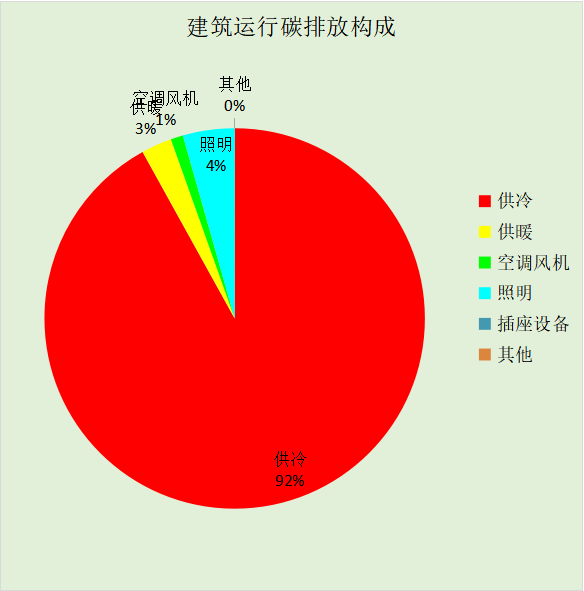 建筑运行碳排放构成
其他
0%
空调风机
1%
供暖
3%
照明
4%
供冷
92%
供冷
供暖
空调风机
照明
插座设备
其他